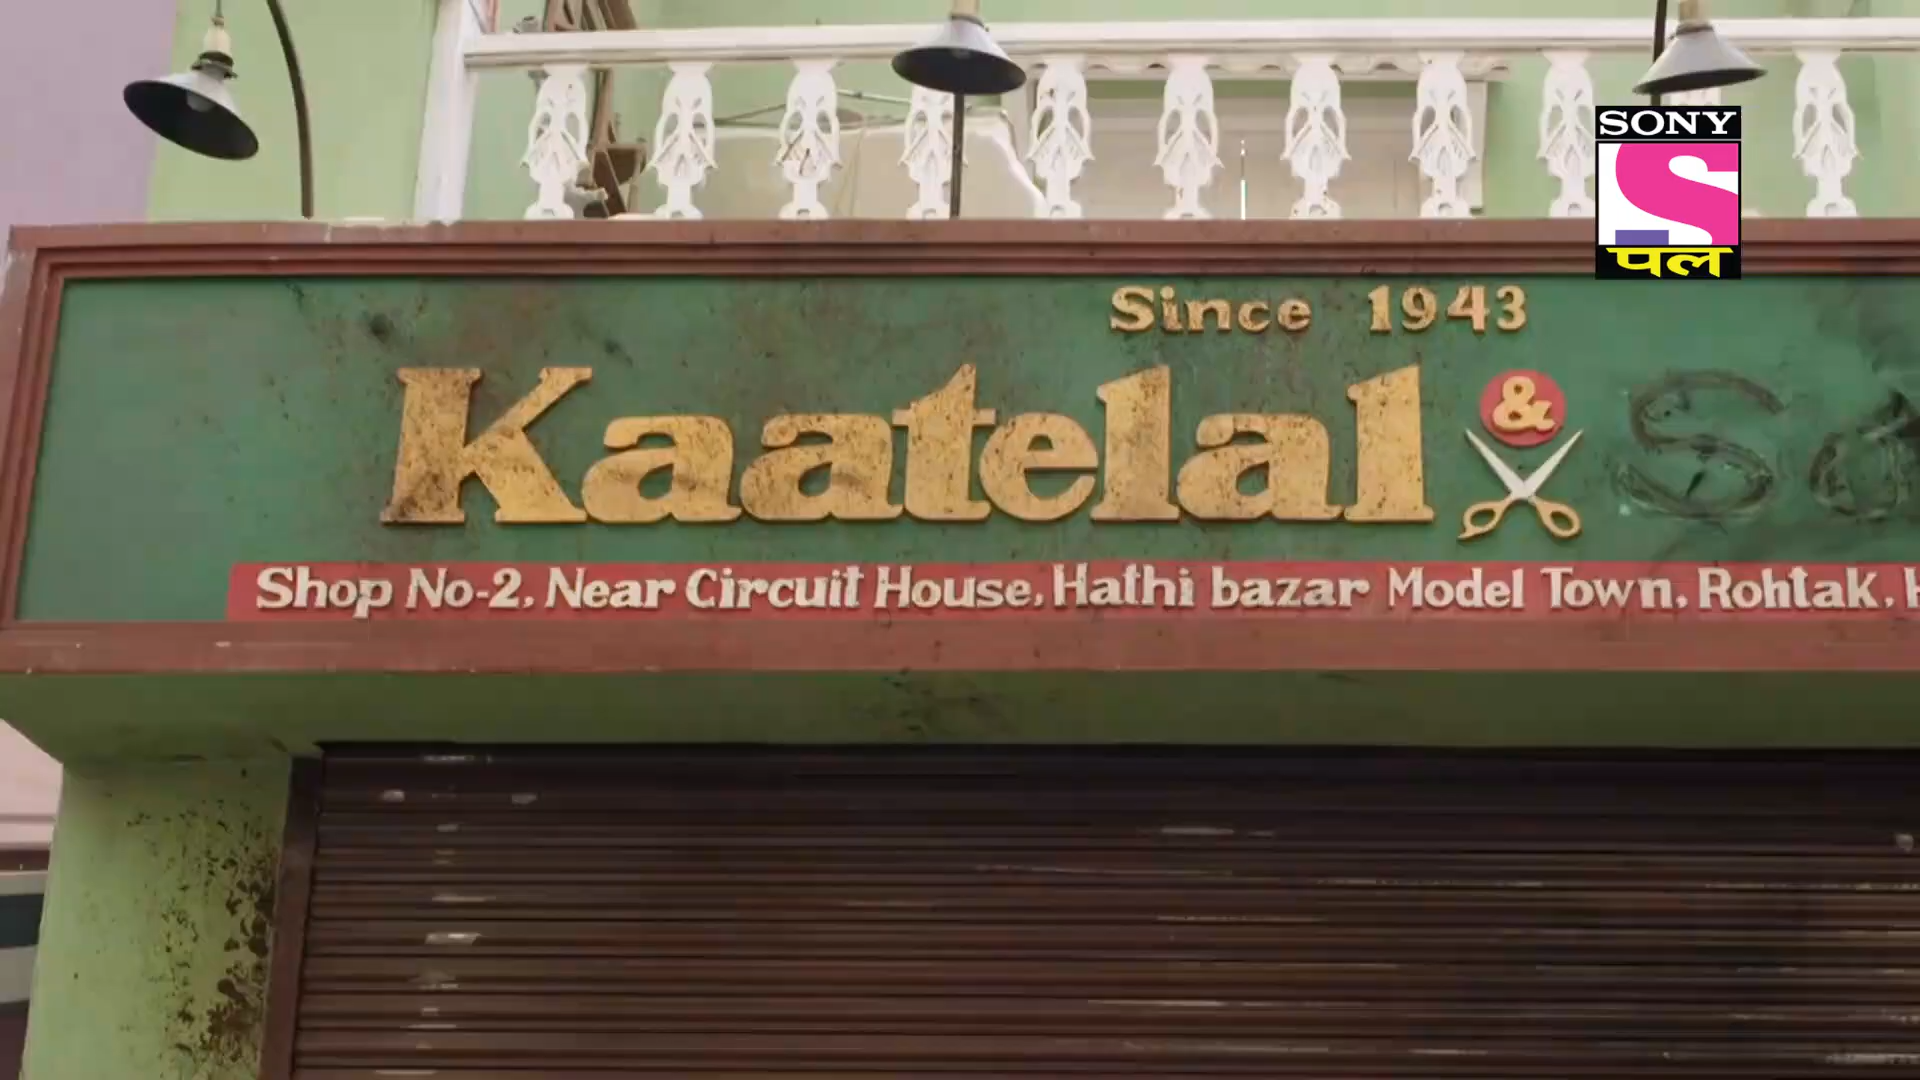 SONY
पल
Since 1943
Kaatelal &
Shop No-2, Near Circuit House, Hathi bazar Model Town, Rohtak,